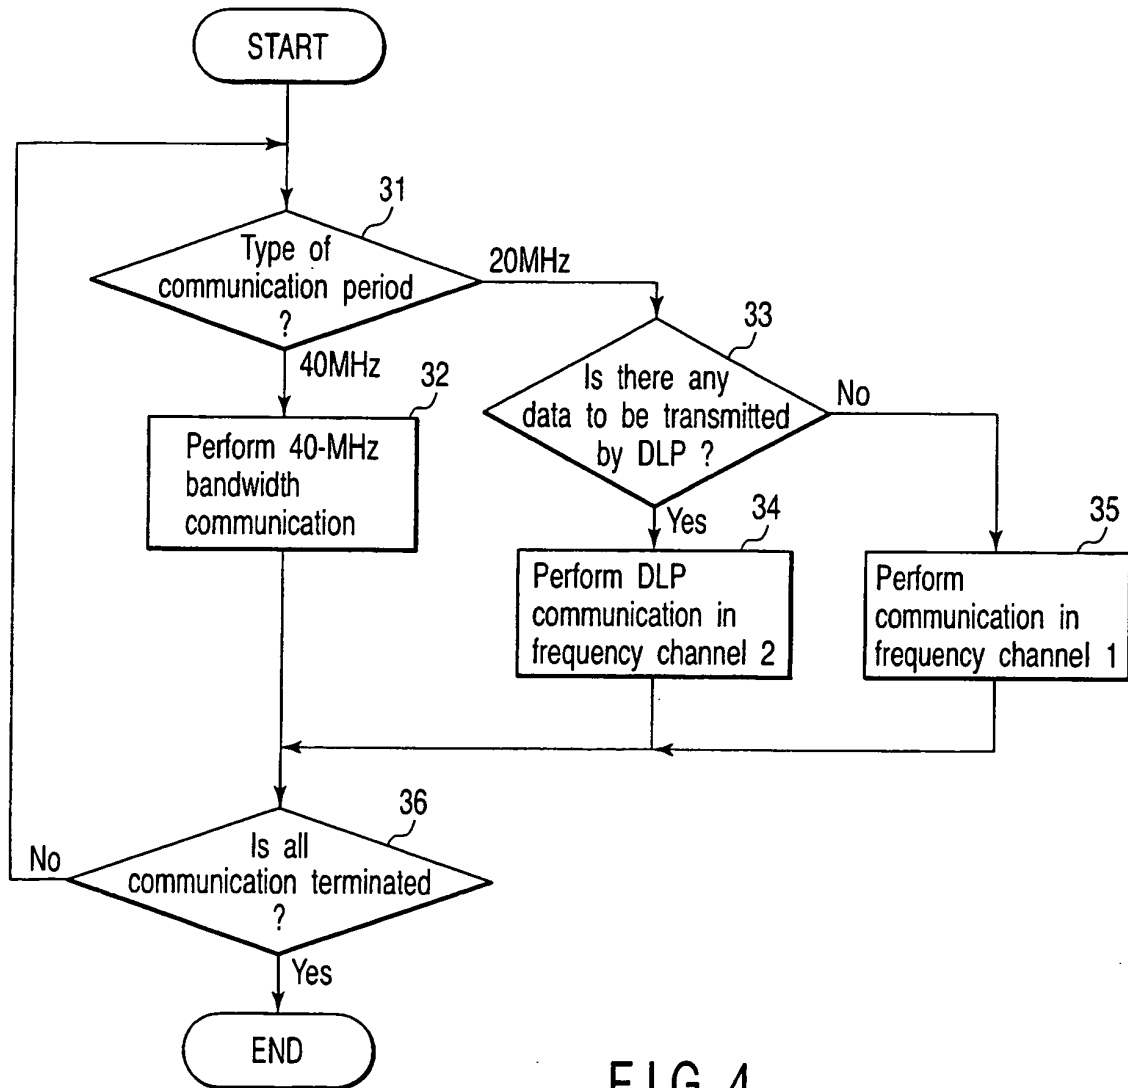 START
31
Type of
communication period
?
20MHz
40MHz
32
Perform 40-MHz
bandwidth
communication
33
Is there any
data to be transmitted
by DLP ?
No
Yes
34
Perform DLP
communication in
frequency channel 2
35
Perform
communication in
frequency channel 1
36
Is all
communication terminated
?
No
Yes
END
FIG. 4